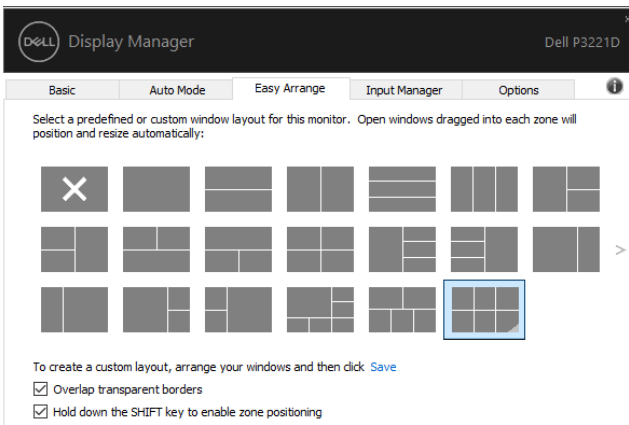 DELL Display Manager
Dell P3221D
Basic
Auto Mode
Easy Arrange
Input Manager
Options
Select a predefined or custom window layout for this monitor. Open windows dragged into each zone will
position and resize automatically:
To create a custom layout, arrange your windows and then click Save
Overlap transparent borders
Hold down the SHIFT key to enable zone positioning